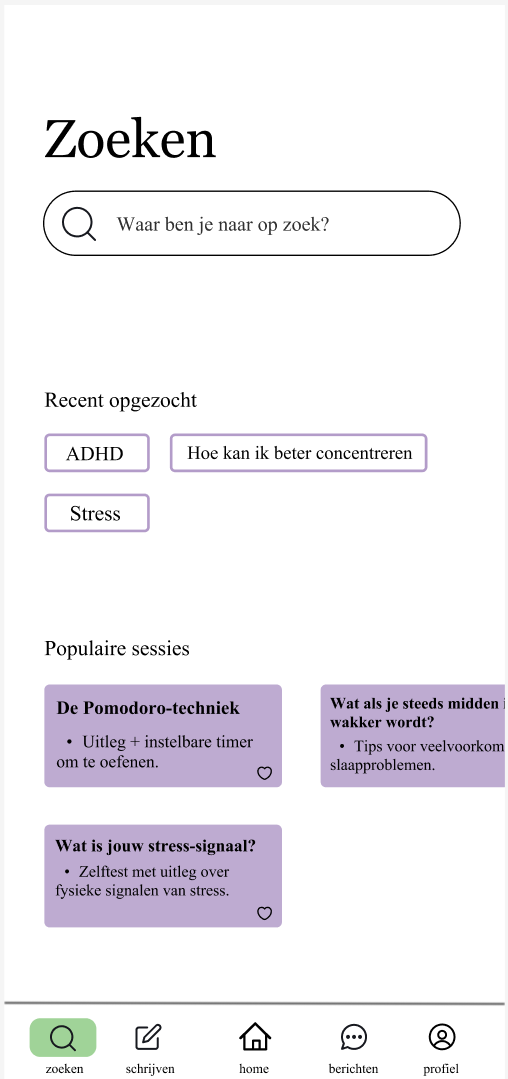 Zoeken
Waar ben je naar op zoek?
Recent opgezocht
ADHD
Hoe kan ik beter concentreren
Stress
Populaire sessies
De Pomodoro-techniek
• Uitleg + instelbare timer
om te oefenen.
Wat als je steeds midden
wakker wordt?
• Tips voor veelvoorkom
slaapproblemen.
Wat is jouw stress-signaal?
• Zelftest met uitleg over
fysieke signalen van stress.
zoeken
schrijven
home
berichten
profiel